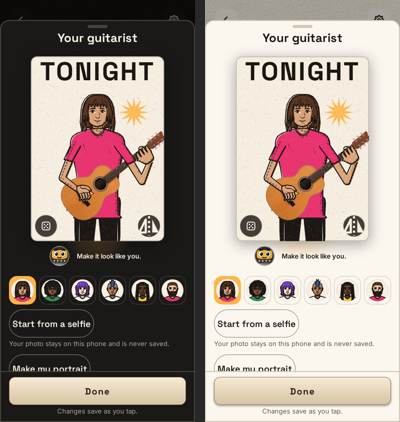 Your guitarist
TONIGHT
Make it look like you.
Start from a selfie
Your photo stays on this phone and is never saved.
Make my portrait
Done
Changes save as you tap.
Your guitarist
TONIGHT
Make it look like you.
Start from a selfie
Your photo stays on this phone and is never saved.
Make my portrait
Done
Changes save as you tap.